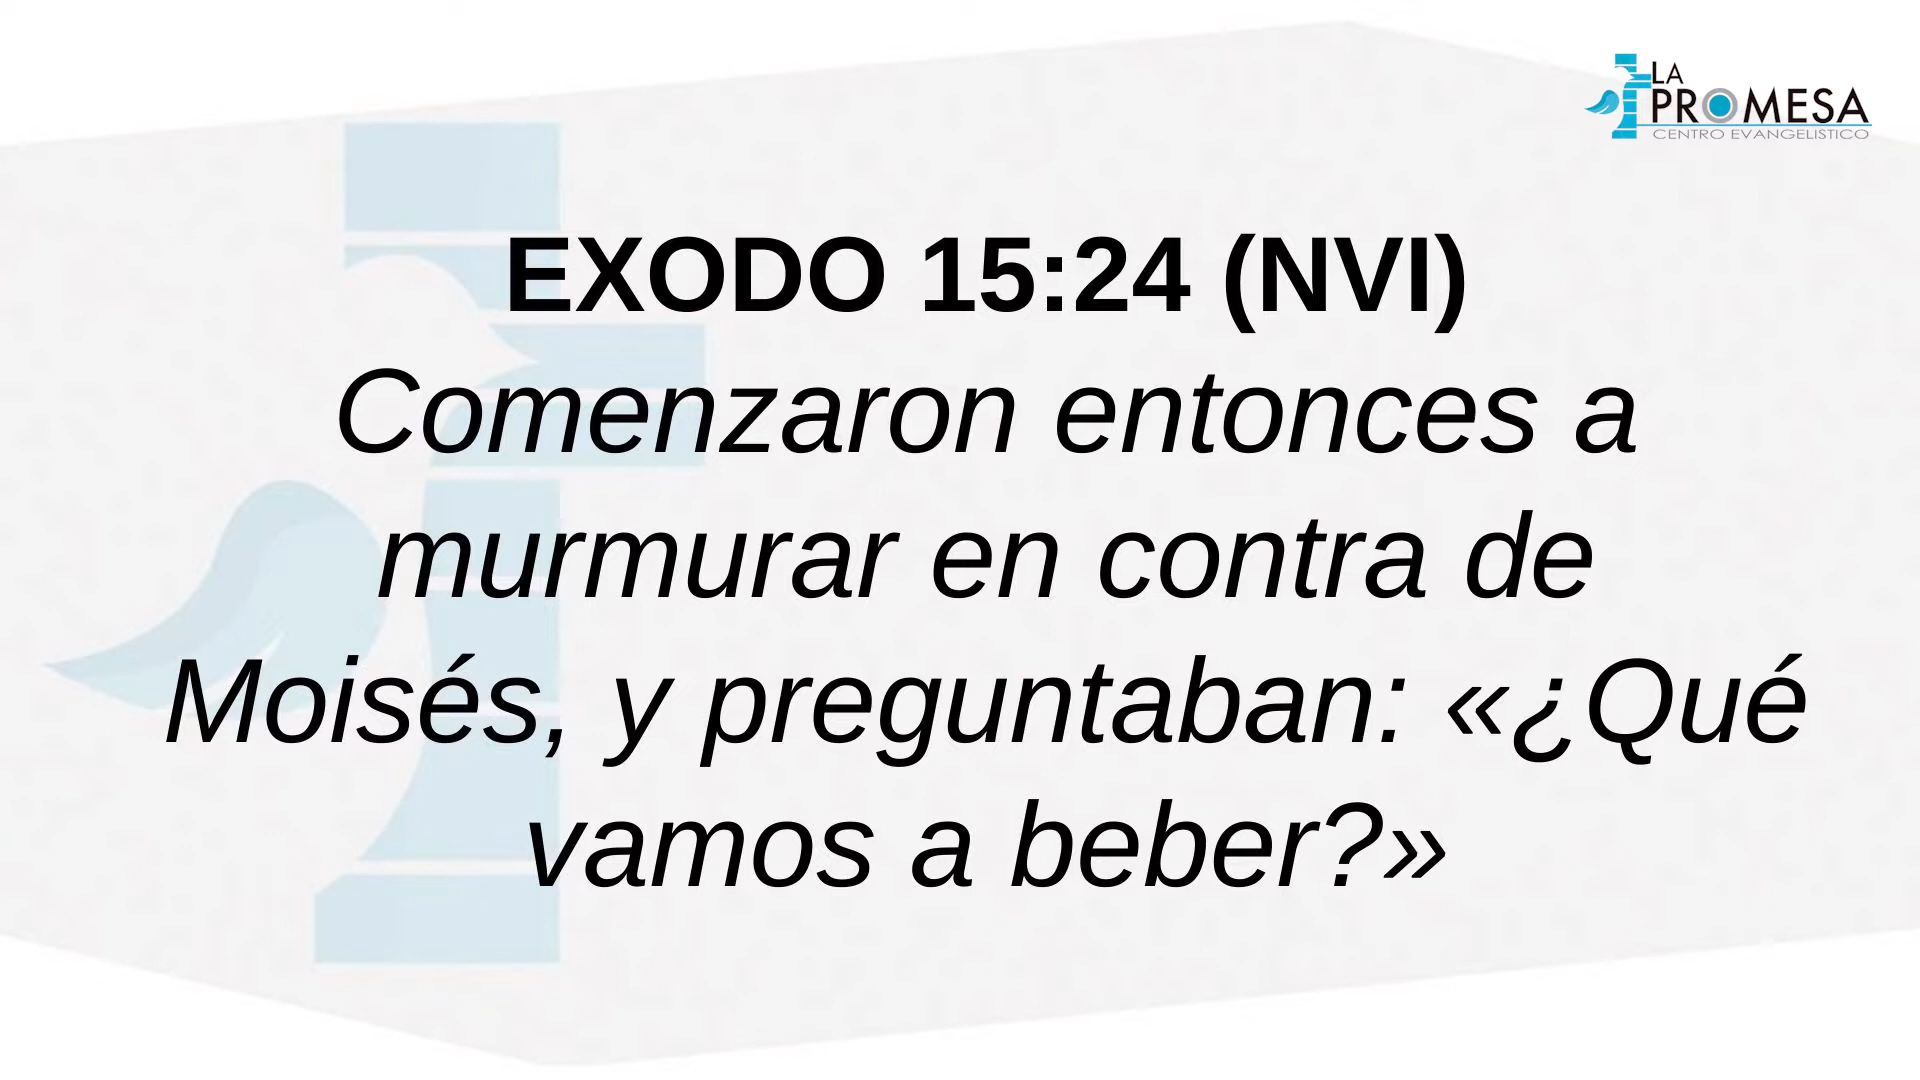 LA
PROMESA
CENTRO EVANGELISTICO
EXODO 15:24 (NVI)
Comenzaron entonces a
murmurar en contra de
Moisés, y preguntaban: «¿Qué
vamos a beber?»